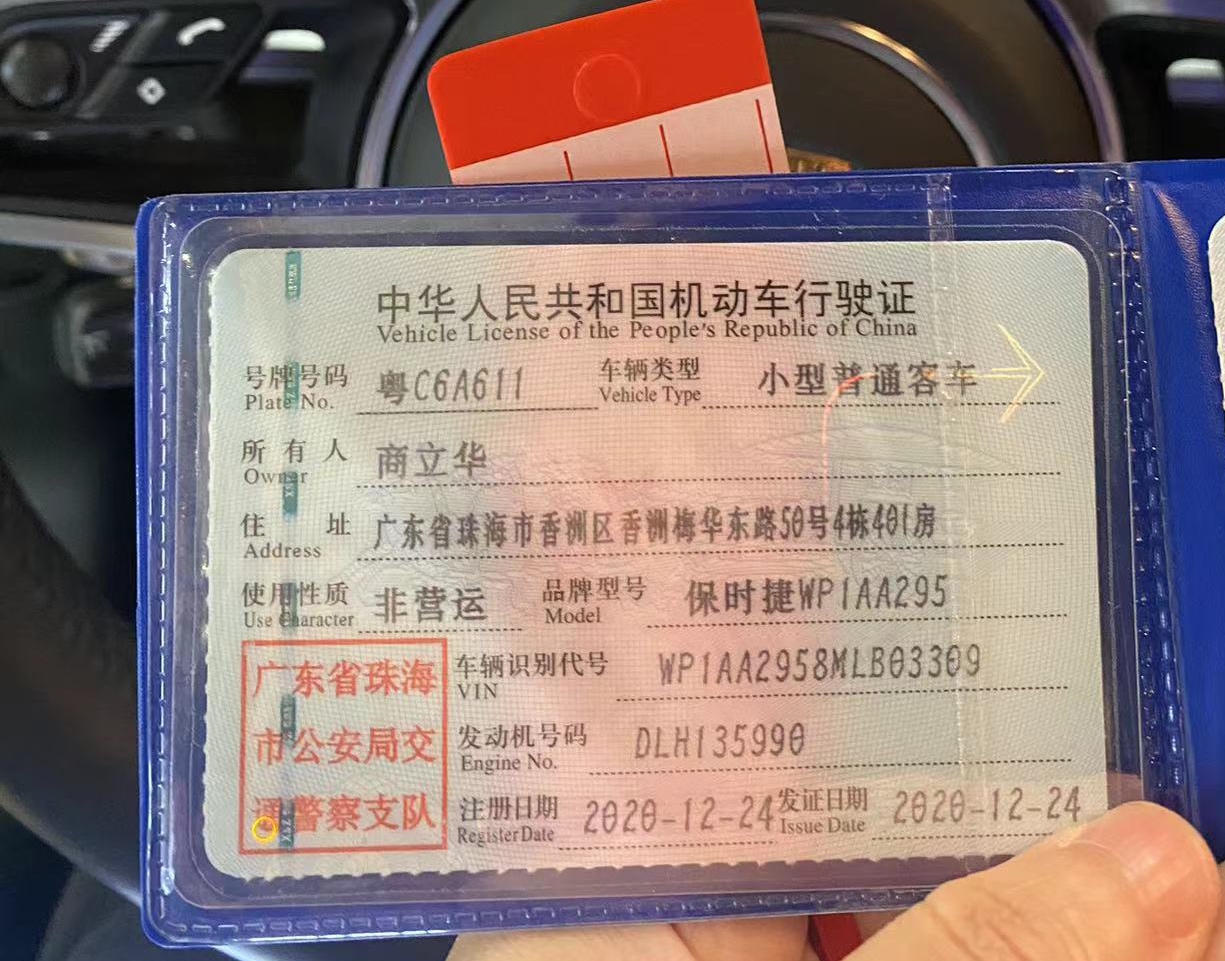 中华人民共和国机动车行驶证
Vehicle License of the People's Republic of China
号牌号码 粤C6A611 车辆类型 小型普通客车
Plate No. Vehicle Type
所有人 商立华
Owner
住址 广东省珠海市香洲区香洲梅华东路50号4栋401房
Address
使用性质 非营运 品牌型号 保时捷WP1AA295
Use Character Model
广东省珠海 车辆识别代号 WP1AA2958MLB03309
VIN
市公安局交 发动机号码 DLH135990
Engine No.
通警察支队 注册日期 2020-12-24 发证日期 2020-12-24
Register Date Issue Date